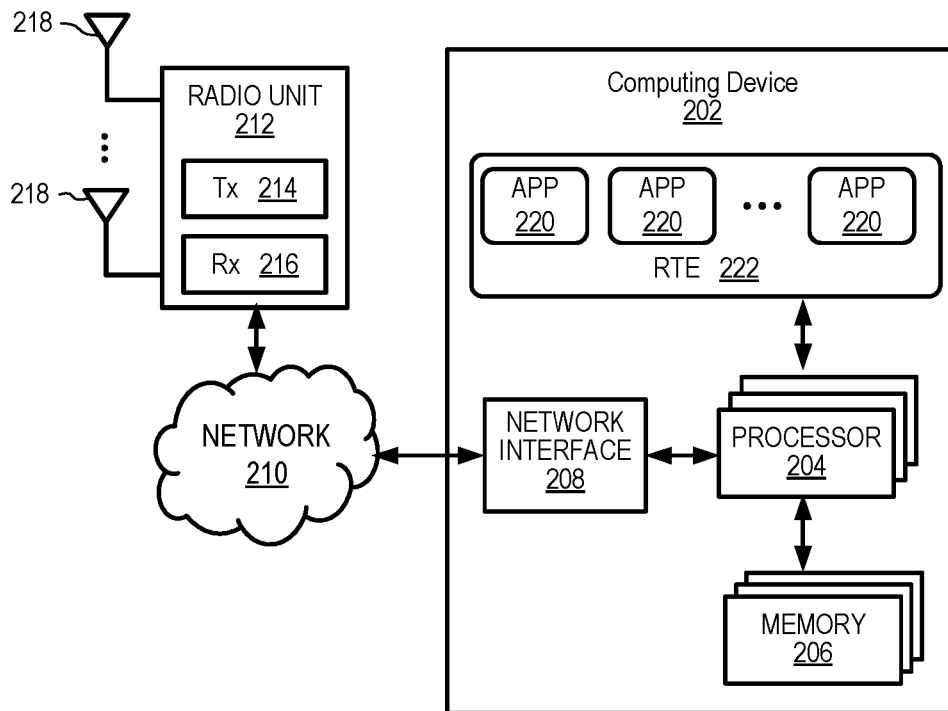 218
RADIO UNIT
212
Tx 214
Rx 216
218
NETWORK
210
Computing Device
202
APP
220
APP
220
APP
220
RTE 222
NETWORK
INTERFACE
208
PROCESSOR
204
MEMORY
206